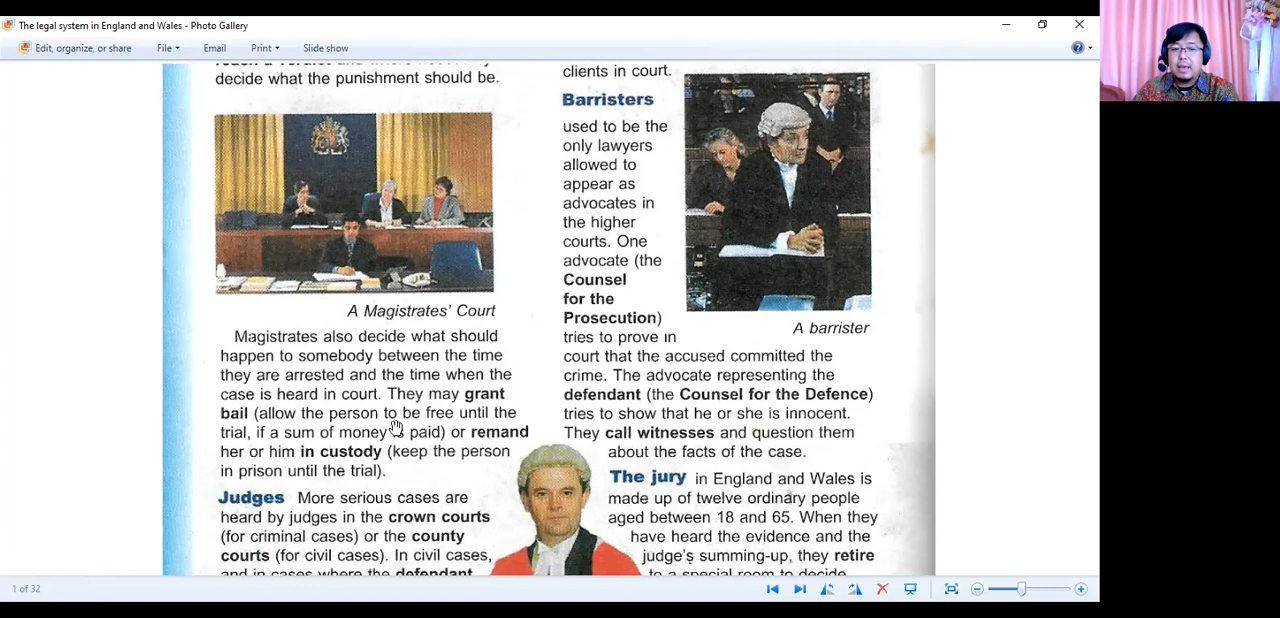 The legal system in England and Wales - Photo Gallery
Edit, organize, or share File Email Print Slide show
decide what the punishment should be.
A Magistrates' Court
Magistrates also decide what should
happen to somebody between the time
they are arrested and the time when the
case is heard in court. They may grant
bail (allow the person to be free until the
trial, if a sum of money paid) or remand
her or him in custody (keep the person
in prison until the trial).
Judges More serious cases are
heard by judges in the crown courts
(for criminal cases) or the county
courts (for civil cases). In civil cases,
and in cases where the defendant
clients in court.
Barristers
used to be the
only lawyers
allowed to
appear as
advocates in
the higher
courts. One
advocate (the
Counsel
for the
Prosecution)
tries to prove in
court that the accused committed the
crime. The advocate representing the
defendant (the Counsel for the Defence)
tries to show that he or she is innocent.
They call witnesses and question them
about the facts of the case.
A barrister
The jury in England and Wales is
made up of twelve ordinary people
aged between 18 and 65. When they
have heard the evidence and the
judge's summing-up, they retire
to a special room to decide
1 of 32